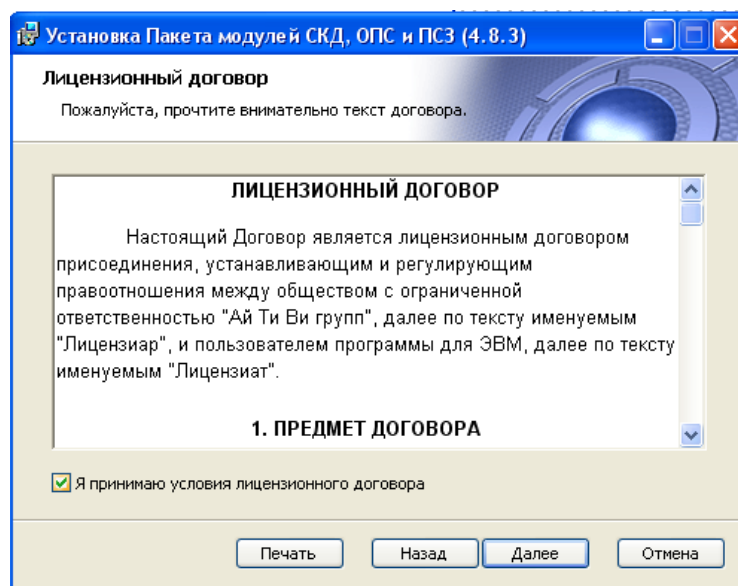 Установка Пакета модулей СКД, ОПС и ПСЗ (4.8.3)
Лицензионный договор
Пожалуйста, прочтите внимательно текст договора.
ЛИЦЕНЗИОННЫЙ ДОГОВОР
Настоящий Договор является лицензионным договором
присоединения, устанавливающим и регулирующим
правоотношения между обществом с ограниченной
ответственностью "Ай Ти Ви групп", далее по тексту именуемым
"Лицензиар", и пользователем программы для ЭВМ, далее по тексту
именуемым "Лицензиат".
1. ПРЕДМЕТ ДОГОВОРА
Я принимаю условия лицензионного договора
Печать Назад Далее Отмена